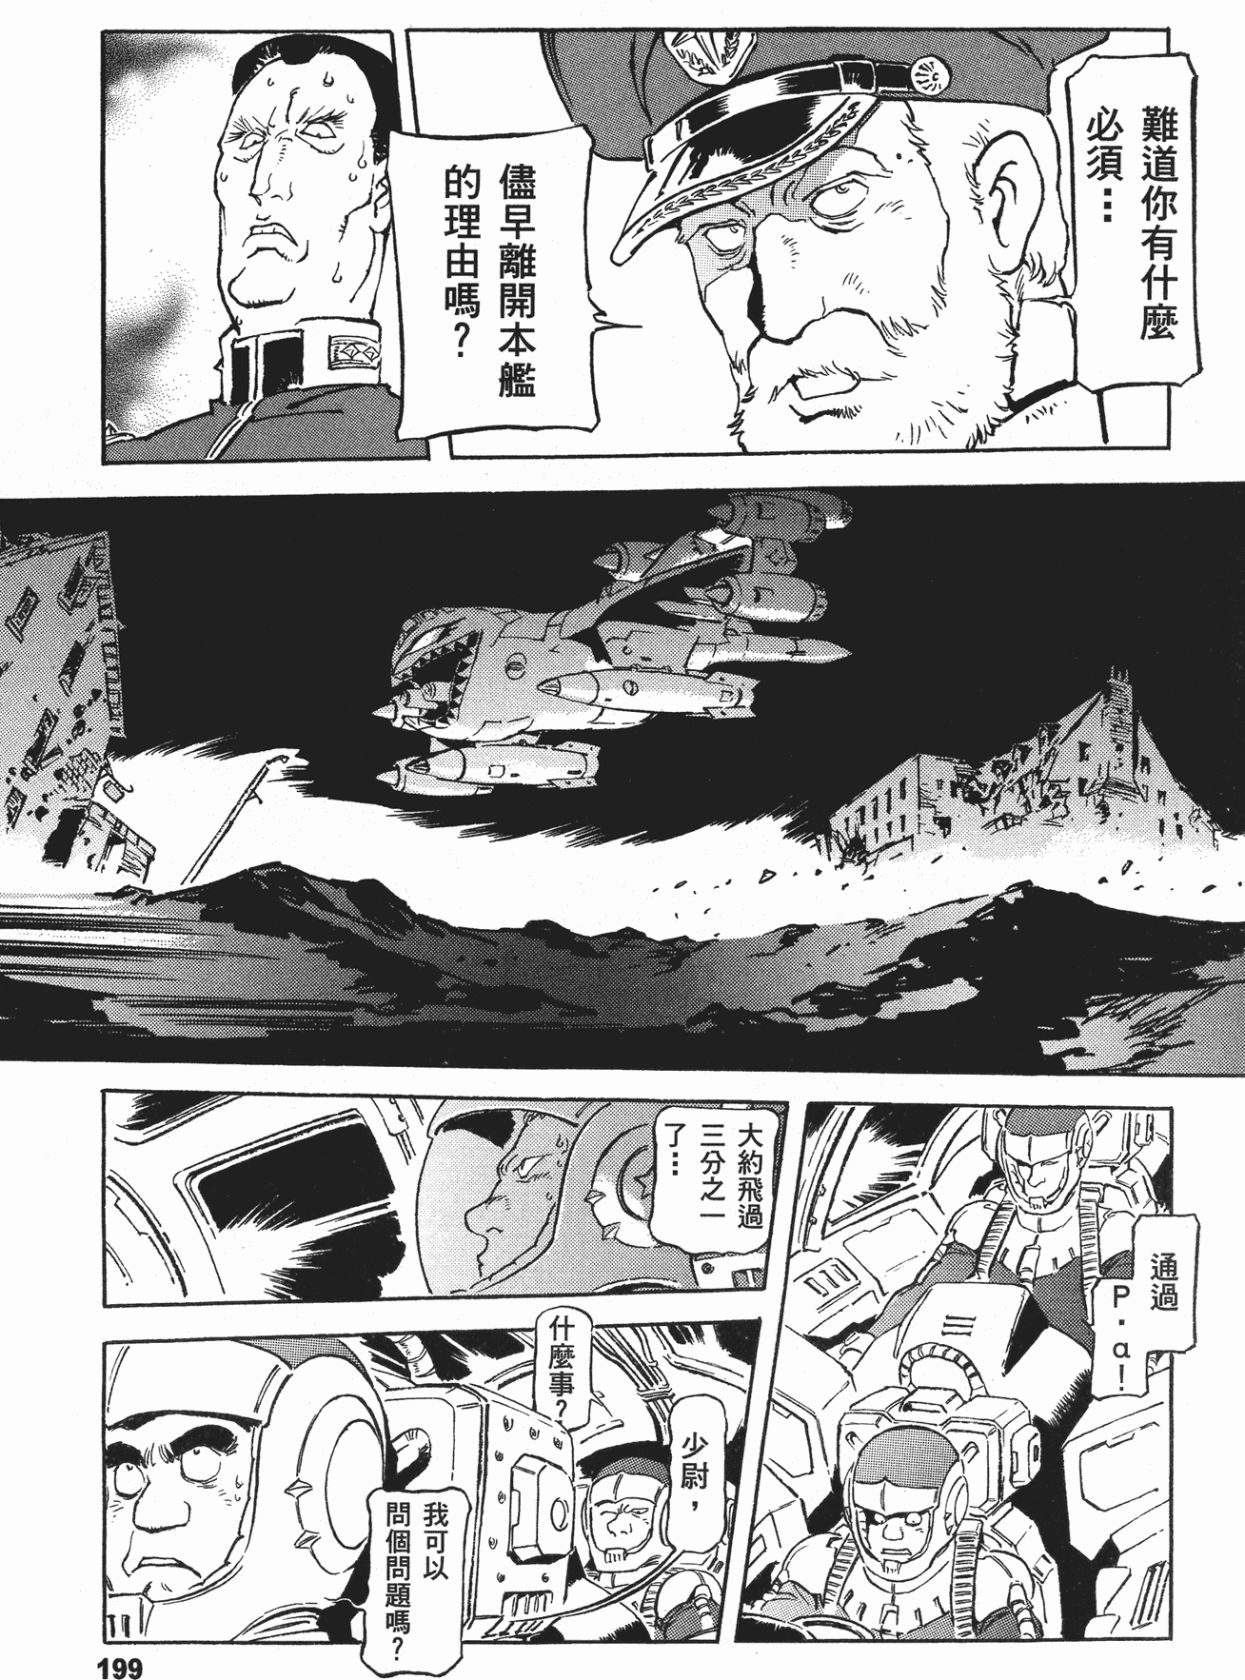 難道你有什麼
必須…
儘早離開本艦
的理由嗎？
通過
P.a！
大約飛過
三分之一
了…
少尉，
什麼事？
我可以
問個問題嗎？
199